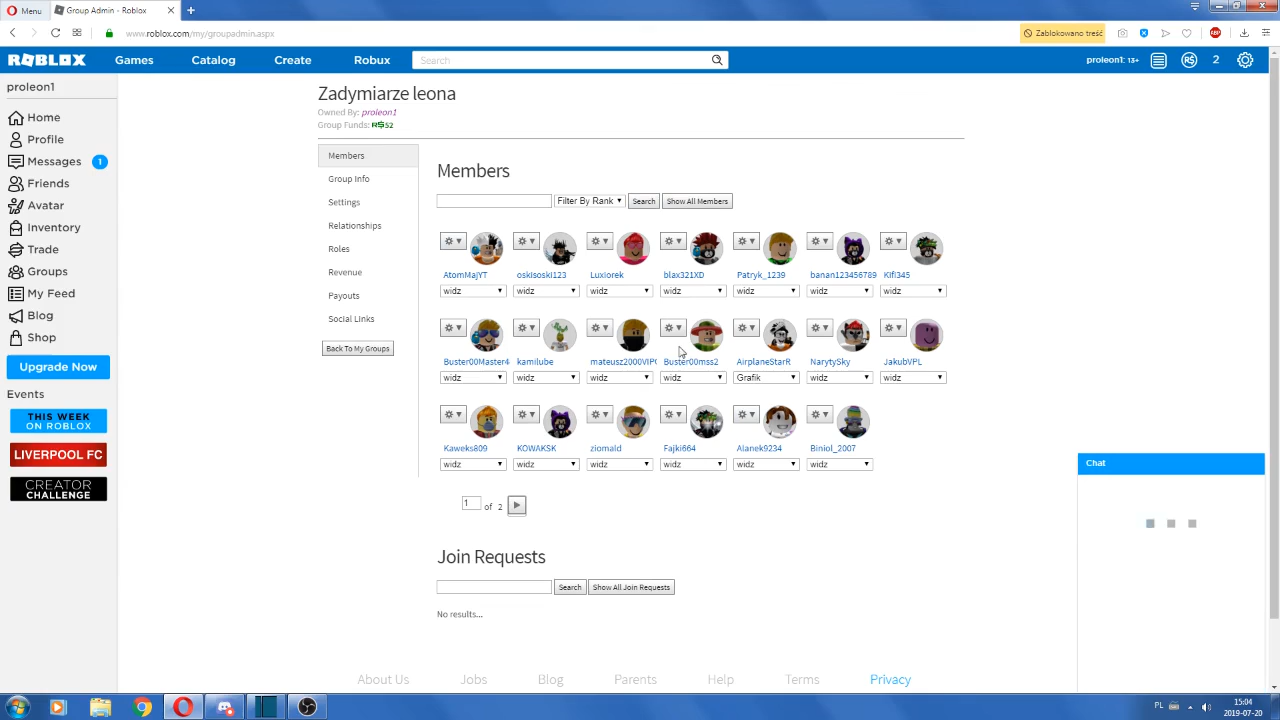 Menu
Group Admin - Roblox
www.roblox.com/my/groupadmin.aspx
Zablokowano treść
ABP
ROBLOX
Games
Catalog
Create
Robux
Search
proleon1: 13+
R$
2
proleon1
Home
Profile
Messages
1
Friends
Avatar
Inventory
Trade
Groups
My Feed
Blog
Shop
Upgrade Now
Events
THIS WEEK
ON ROBLOX
LIVERPOOL FC
CREATOR
CHALLENGE
Zadymiarze leona
Owned By: proleon1
Group Funds: R$52
Members
Group Info
Settings
Relationships
Roles
Revenue
Payouts
Social Links
Back To My Groups
Members
Filter By Rank
Search
Show All Members
AtomMajYT
oskisoski123
Luxiorek
blax321XD
Patryk_1239
banan123456789
Kifi345
widz
widz
widz
widz
widz
widz
widz
Buster00Master4
kamilube
mateusz2000VIPC
Buster00mss2
AirplaneStarR
NarytySky
JakubVPL
widz
widz
widz
widz
Grafik
widz
widz
Kaweks809
KOWAKSK
ziomald
Fajki664
Alanek9234
Biniol_2007
widz
widz
widz
widz
widz
widz
1 of 2
Join Requests
Search
Show All Join Requests
No results...
Chat
About Us
Jobs
Blog
Parents
Help
Terms
Privacy
PL
15:04
2019-07-20